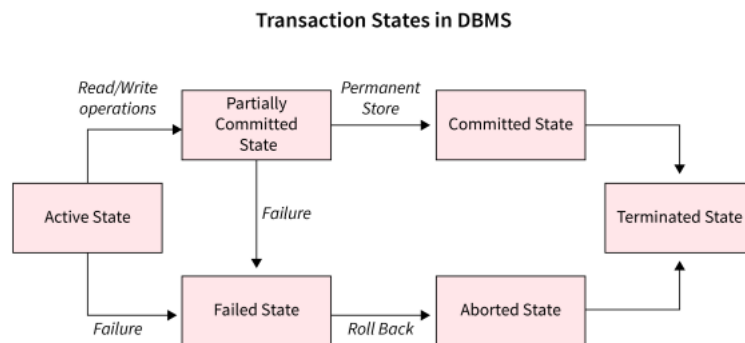 Transaction States in DBMS
Read/Write
operations
Partially
Committed
State
Permanent
Store
Committed State
Active State
Failure
Terminated State
Failure
Failed State
Roll Back
Aborted State